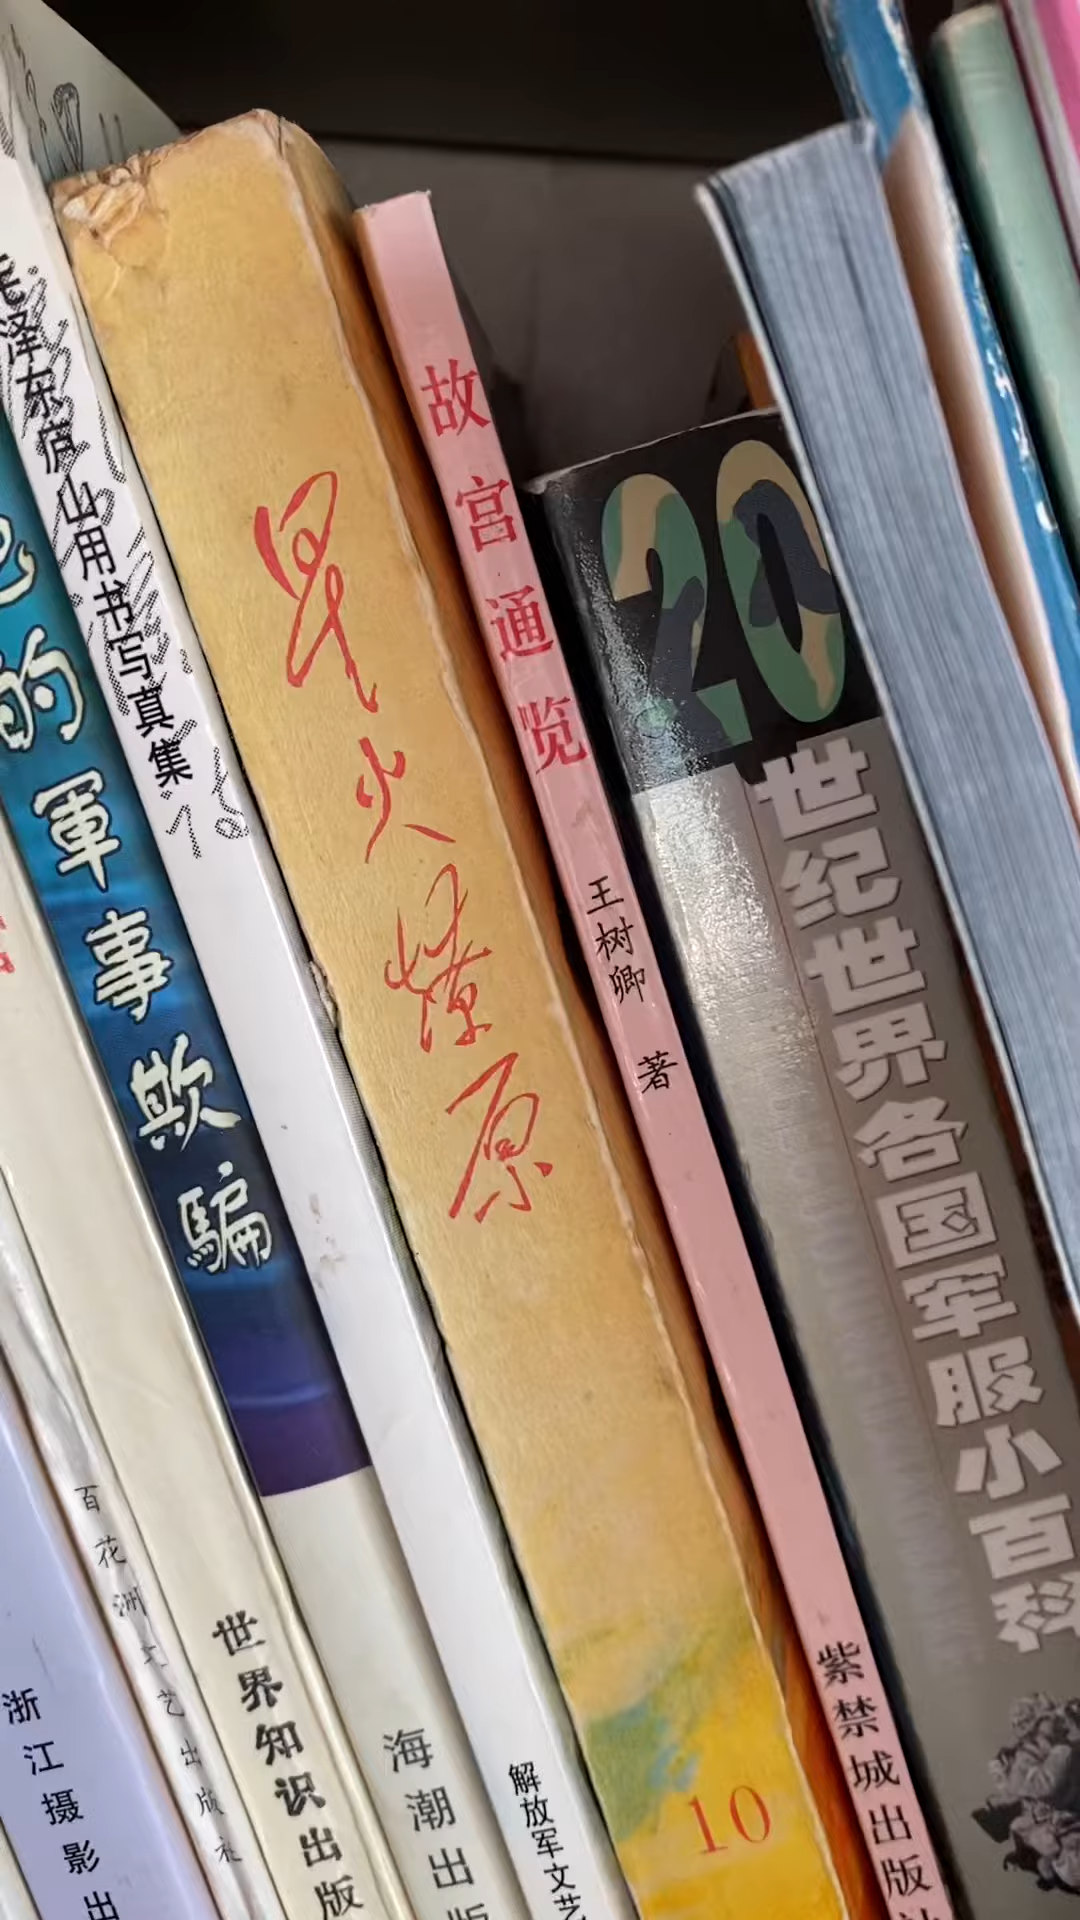 浙江摄影出
百花洲文艺出版社
世界知识出版
的軍事欺騙
海潮出版
毛泽东庐山用书写真集
解放军文艺
星火燎原
10
故宫通览
王树卿 著
紫禁城出版社
20
世纪世界各国军服小百科